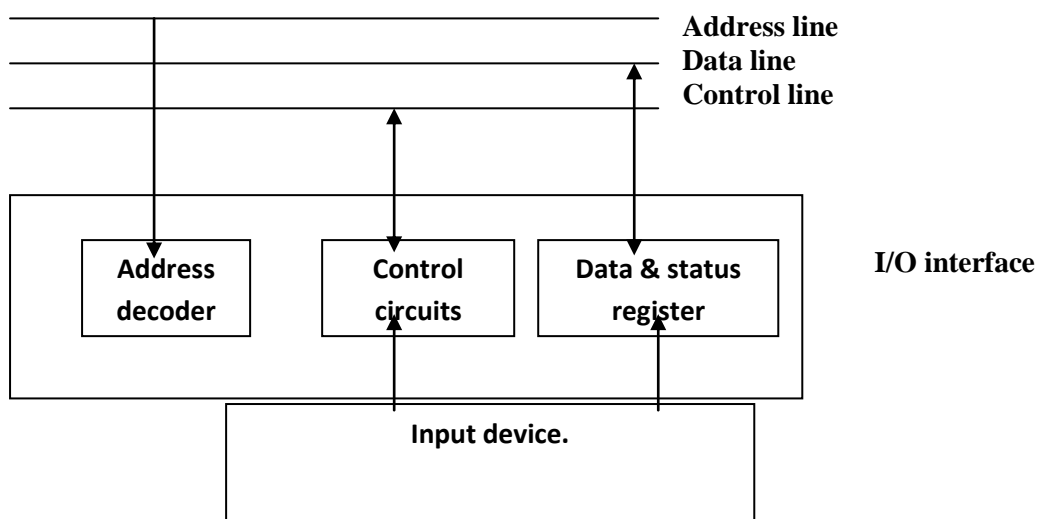 Address line
Data line
Control line
Address
decoder
Control
circuits
Data & status
register
I/O interface
Input device.